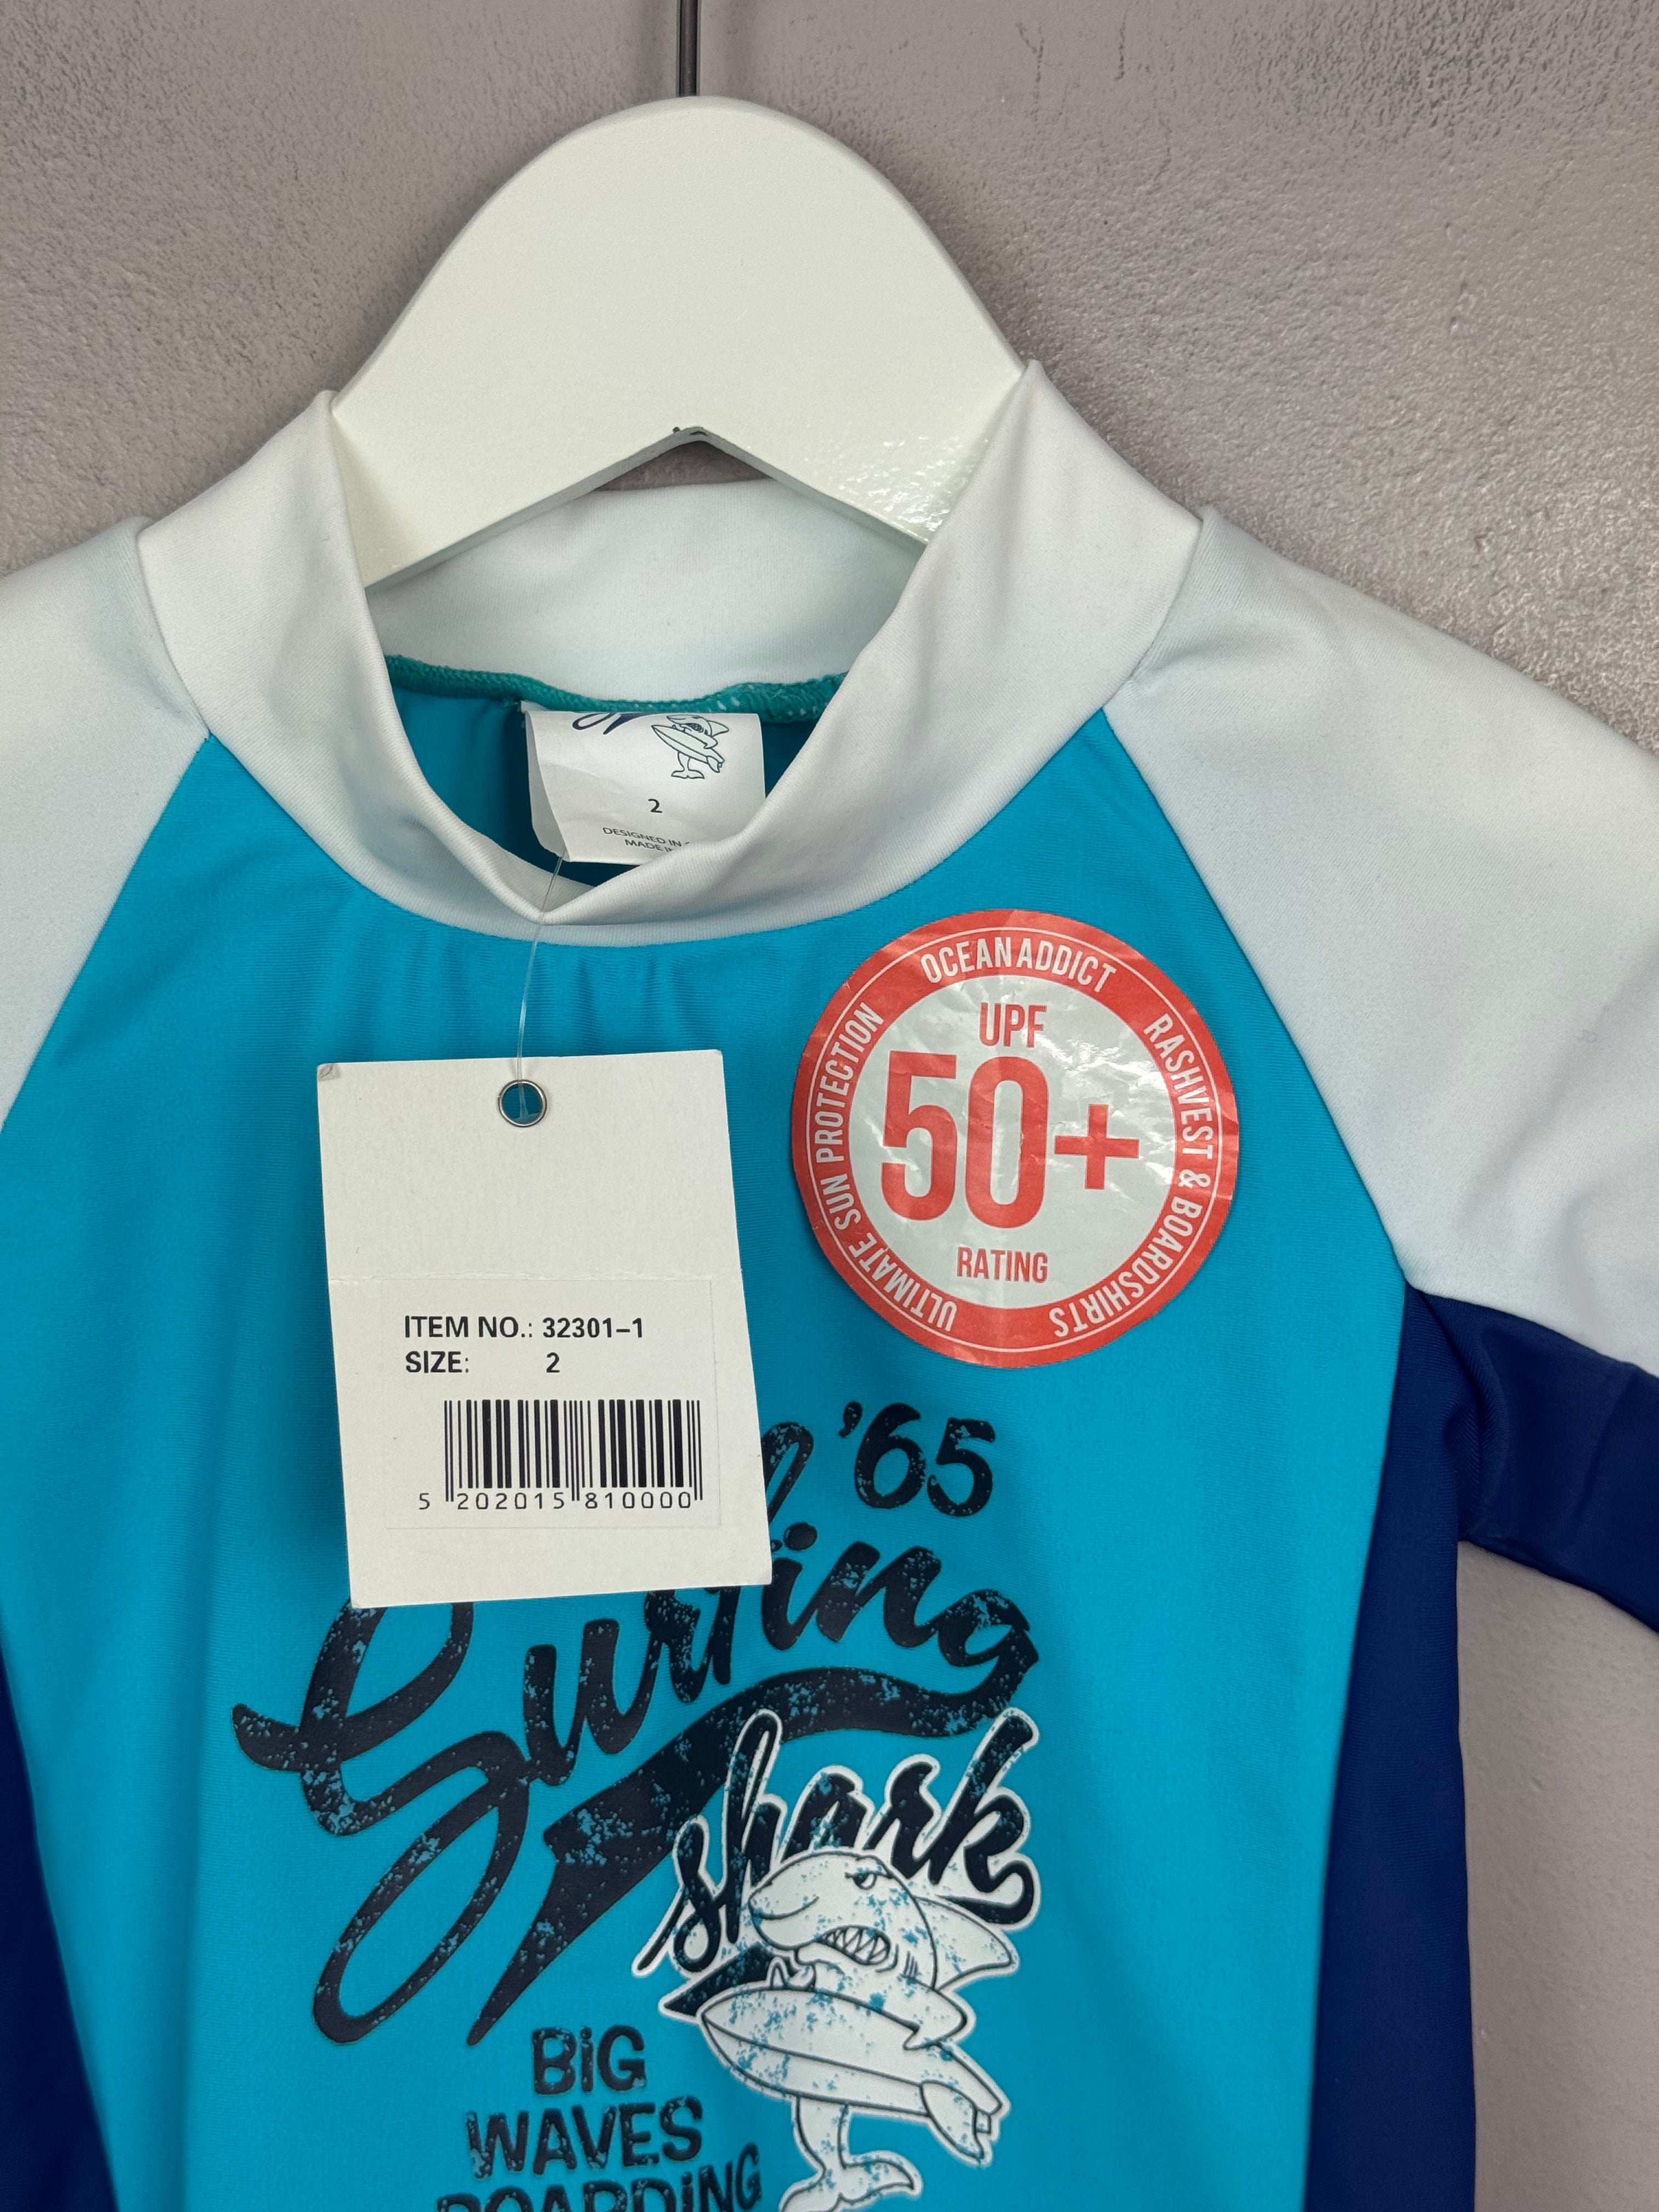 2
DESIGNED IN
MADE
OCEAN ADDICT
RASHVEST & BOARDSHIRTS
ULTIMATE SUN PROTECTION
UPF
50+
RATING
ITEM NO.: 32301-1
SIZE: 2
5 202015 810000
'65
Surfing
shark
BiG
WAVES
BOARDiNG